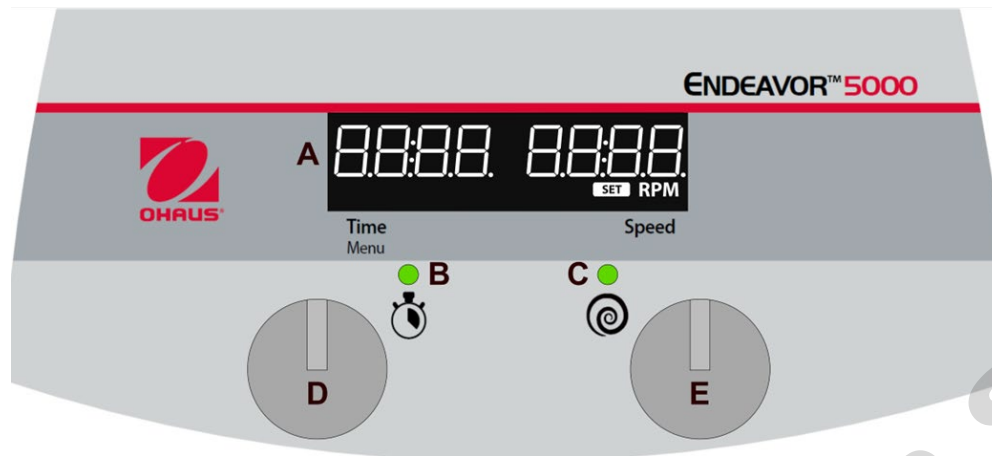 ENDEAVOR™5000
A
88:88 88:88
SET RPM
OHAUS®
Time
Speed
Menu
B
C
D
E